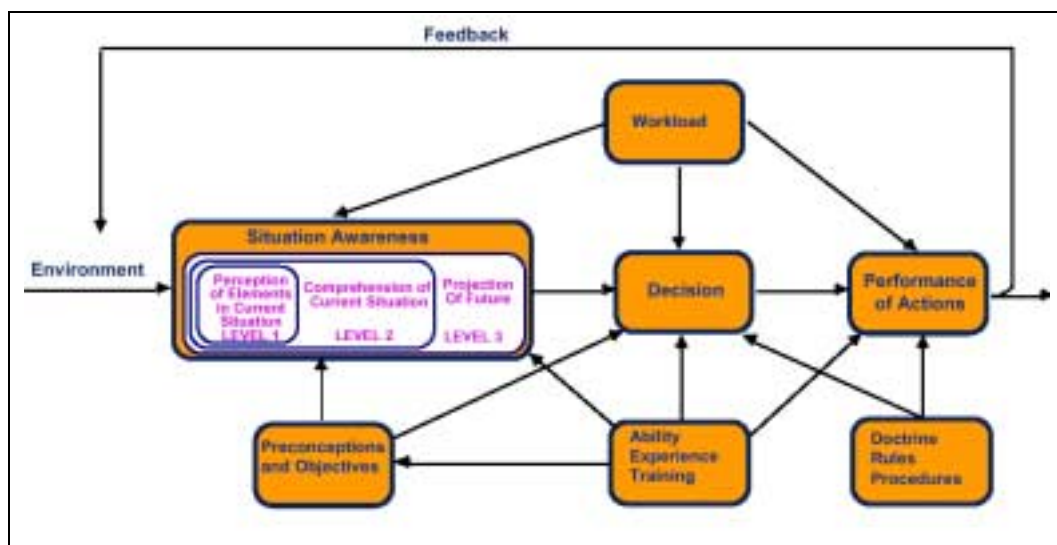 Feedback
Workload
Situation Awareness
Environment
Perception
of Elements
in Current
Situation
LEVEL 1
Comprehension of
Current Situation
LEVEL 2
Projection
Of Future
LEVEL 3
Decision
Performance
of Actions
Preconceptions
and Objectives
Ability
Experience
Training
Doctrine
Rules
Procedures